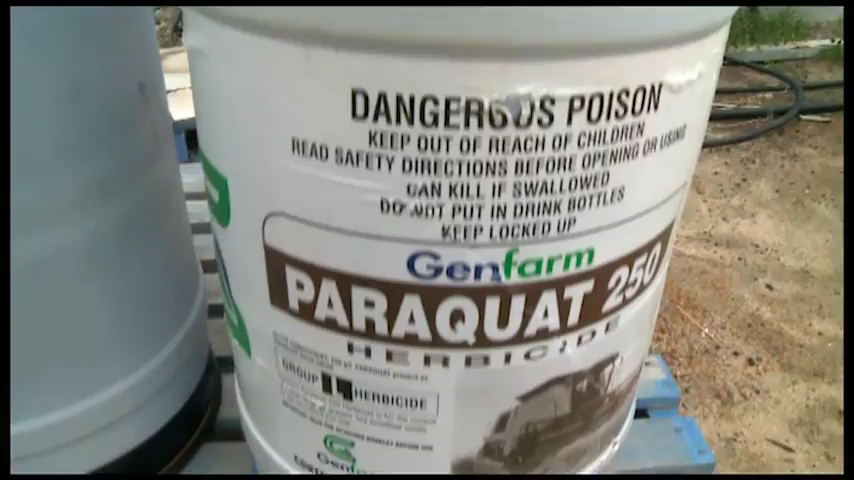 DANGEROUS POISON
KEEP OUT OF REACH OF CHILDREN
READ SAFETY DIRECTIONS BEFORE OPENING OR USING
CAN KILL IF SWALLOWED
DO NOT PUT IN DRINK BOTTLES
KEEP LOCKED UP
Genfarm
PARAQUAT 250
HERBICIDE
GROUP L HERBICIDE
Genfarm